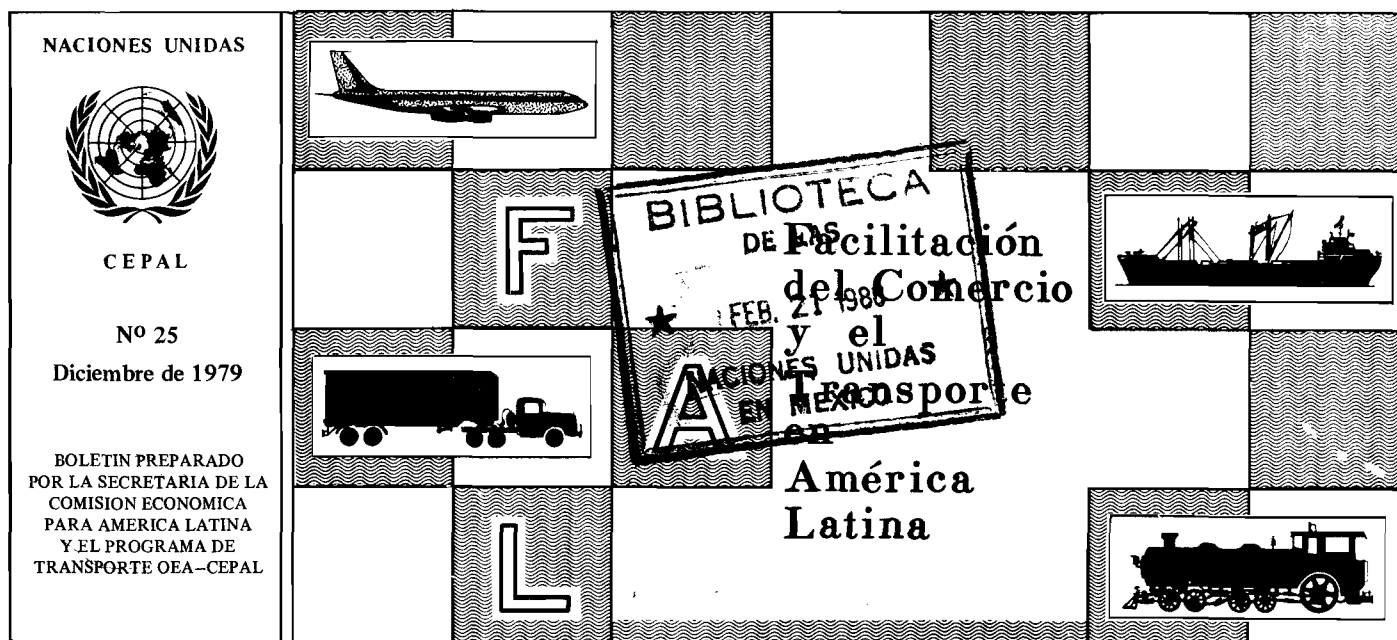 NACIONES UNIDAS
CEPAL
Nº 25
Diciembre de 1979
BOLETIN PREPARADO
POR LA SECRETARIA DE LA
COMISION ECONOMICA
PARA AMERICA LATINA
Y EL PROGRAMA DE
TRANSPORTE OEA-CEPAL
F
A
L
Facilitación
del Comercio
y el
Transporte
en
América
Latina
BIBLIOTECA
DE LAS
FEB. 21 1980
NACIONES UNIDAS
EN MEXICO